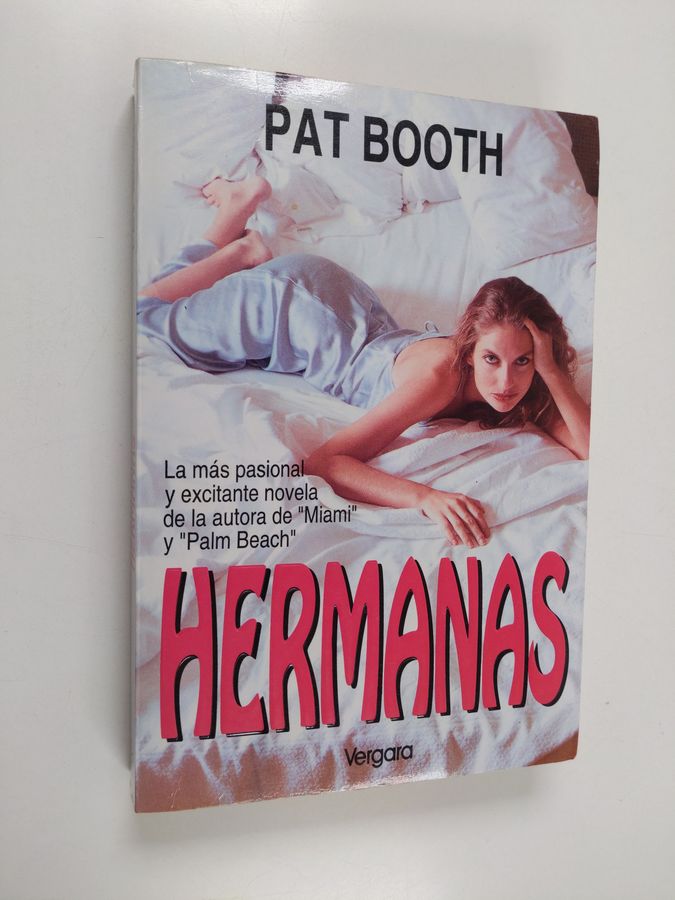 PAT BOOTH
La más pasional
y excitante novela
de la autora de "Miami"
y "Palm Beach"
HERMANAS
Vergara